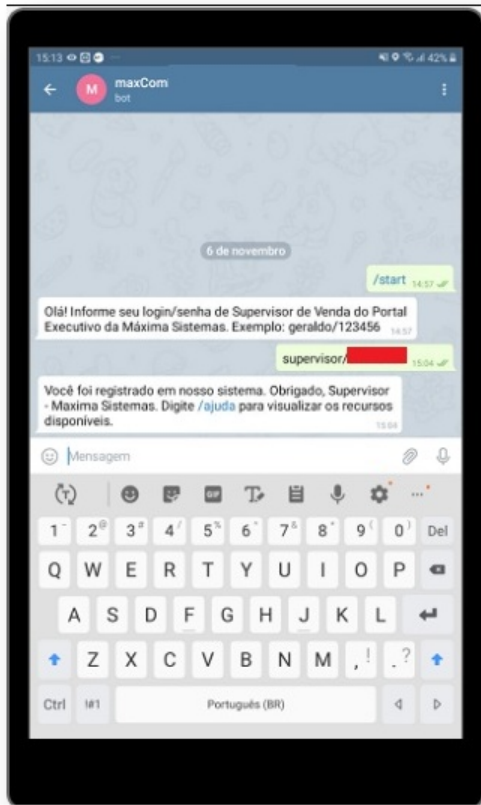 15:13
42%
M
maxCom
bot
6 de novembro
/start 14:57
Olá! Informe seu login/senha de Supervisor de Venda do Portal
Executivo da Máxima Sistemas. Exemplo: geraldo/123456 14:57
supervisor/ 15:04
Você foi registrado em nosso sistema. Obrigado, Supervisor
- Maxima Sistemas. Digite /ajuda para visualizar os recursos
disponíveis.
Mensagem
GIF
1 2@ 3# 4/ 5% 6^ 7& 8* 9( 0) Del
Q W E R T Y U I O P
A S D F G H J K L
Z X C V B N M ,! .?
Ctrl !#1 Português (BR)